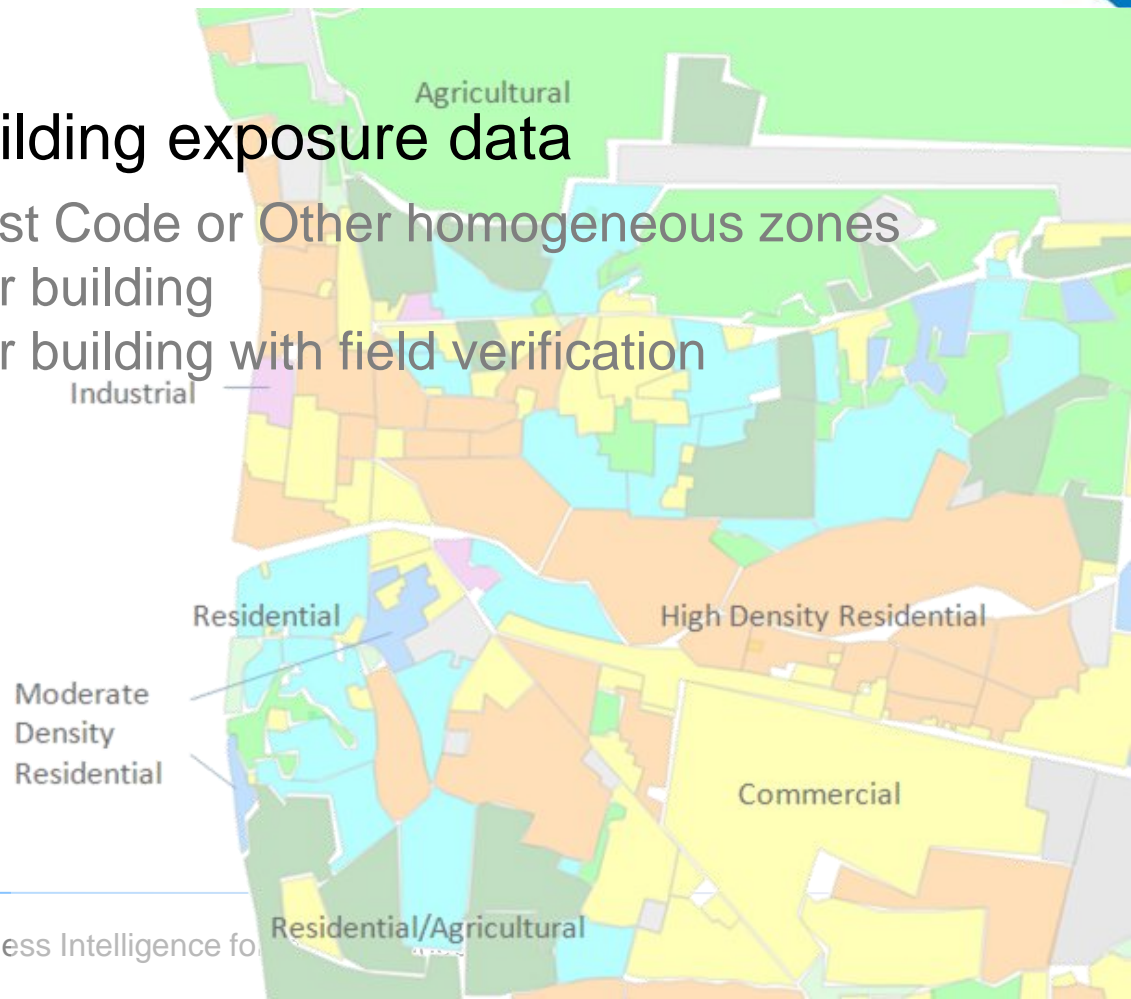 Agricultural
ilding exposure data
st Code or Other homogeneous zones
r building
r building with field verification
Industrial
Residential
High Density Residential
Moderate
Density
Residential
Commercial
Residential/Agricultural
ess Intelligence fo